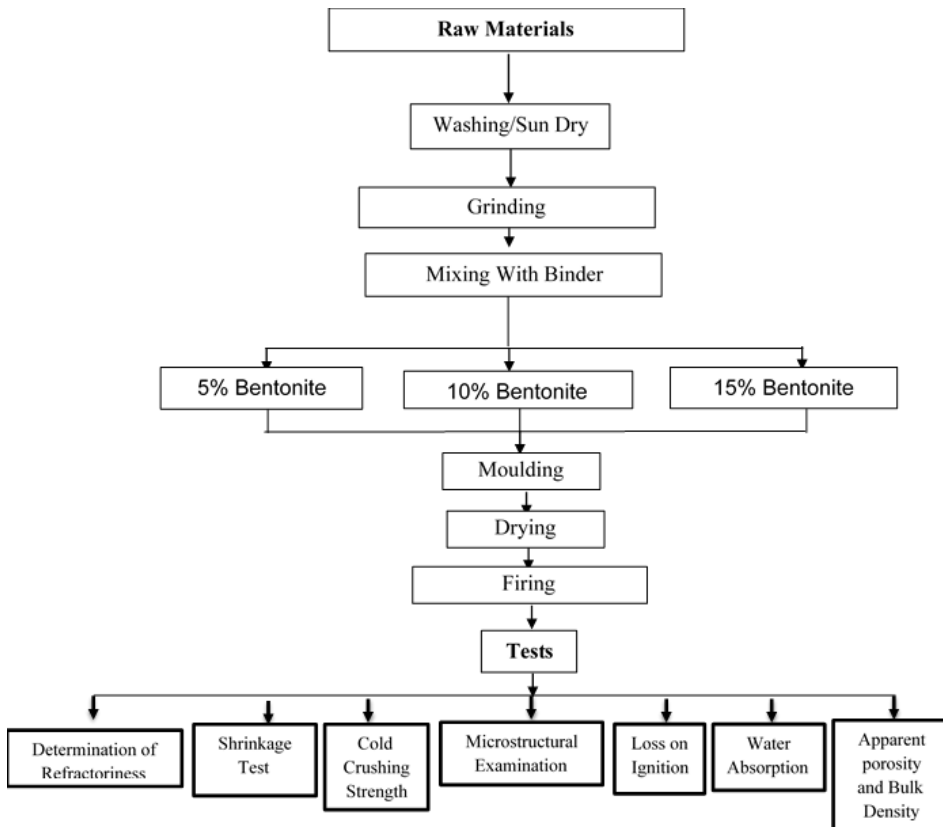 Raw Materials
Washing/Sun Dry
Grinding
Mixing With Binder
5% Bentonite
10% Bentonite
15% Bentonite
Moulding
Drying
Firing
Tests
Determination of
Refractoriness
Shrinkage
Test
Cold
Crushing
Strength
Microstructural
Examination
Loss on
Ignition
Water
Absorption
Apparent
porosity
and Bulk
Density